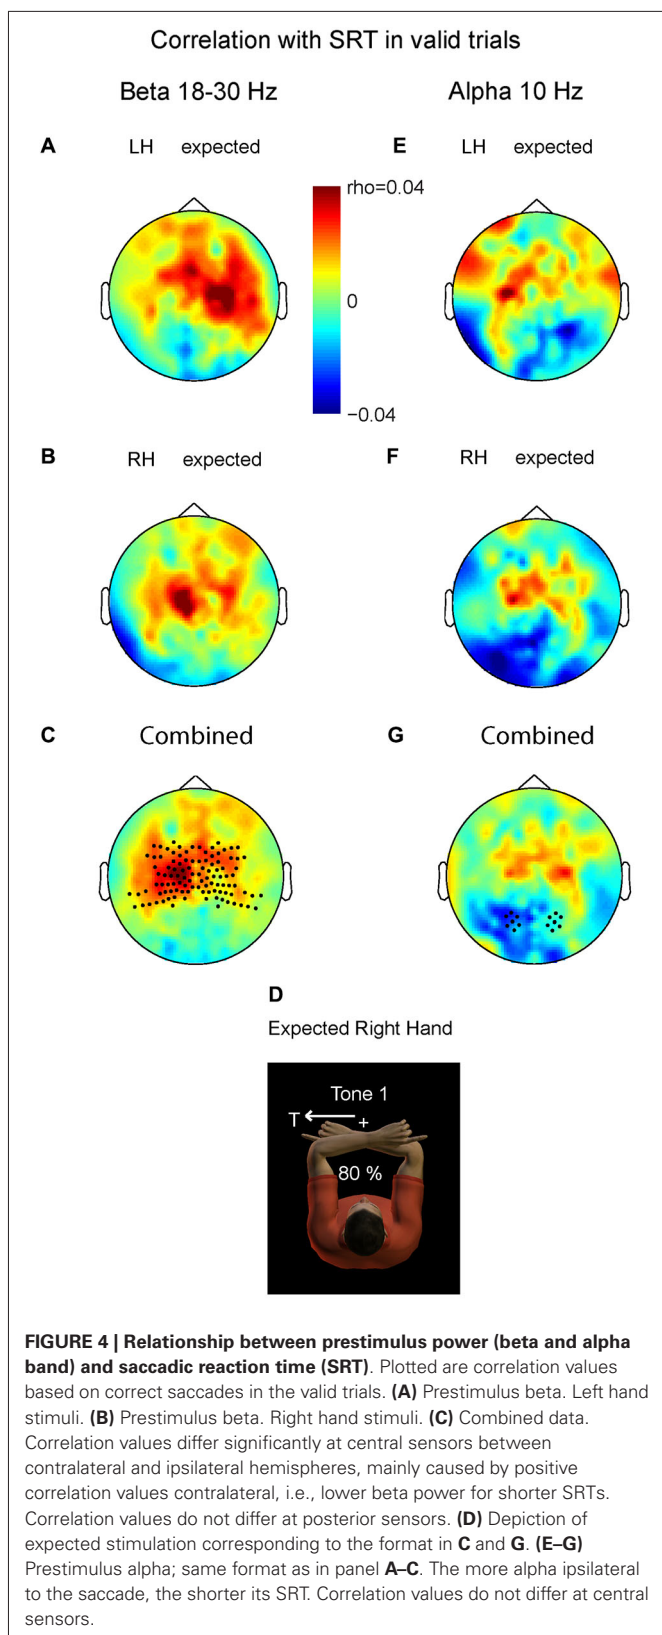 Correlation with SRT in valid trials
Beta 18-30 Hz
Alpha 10 Hz
A
LH expected
E
LH expected
rho=0.04
0
−0.04
B
RH expected
F
RH expected
C
Combined
G
Combined
D
Expected Right Hand
Tone 1
T
+
80 %
FIGURE 4 | Relationship between prestimulus power (beta and alpha
band) and saccadic reaction time (SRT). Plotted are correlation values
based on correct saccades in the valid trials. (A) Prestimulus beta. Left hand
stimuli. (B) Prestimulus beta. Right hand stimuli. (C) Combined data.
Correlation values differ significantly at central sensors between
contralateral and ipsilateral hemispheres, mainly caused by positive
correlation values contralateral, i.e., lower beta power for shorter SRTs.
Correlation values do not differ at posterior sensors. (D) Depiction of
expected stimulation corresponding to the format in C and G. (E–G)
Prestimulus alpha; same format as in panel A–C. The more alpha ipsilateral
to the saccade, the shorter its SRT. Correlation values do not differ at central
sensors.